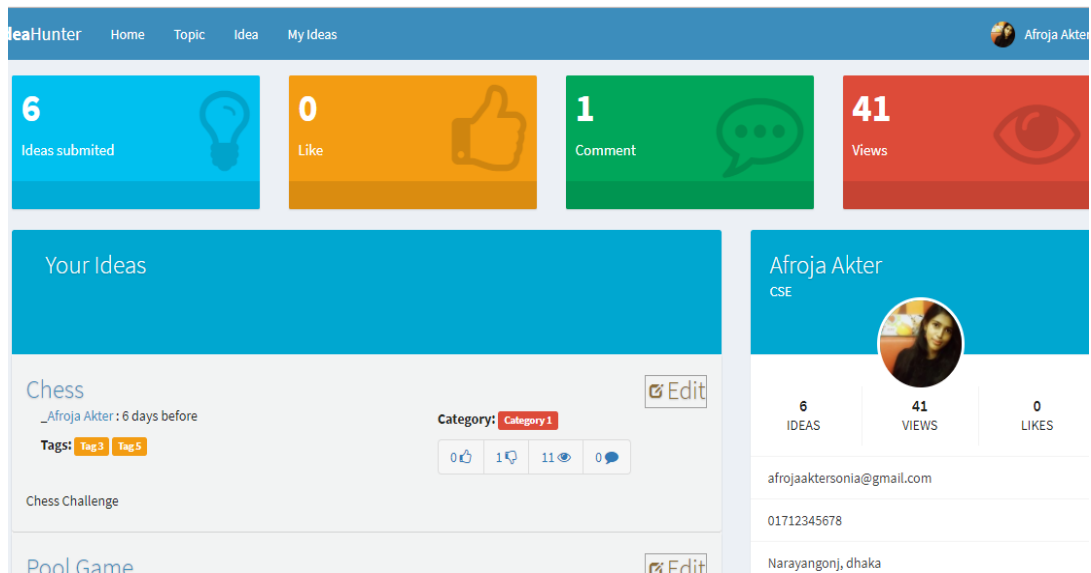 deaHunter Home Topic Idea My Ideas Afroja Akter
6
Ideas submited
0
Like
1
Comment
41
Views
Your Ideas
Chess
Edit
_Afroja Akter : 6 days before
Category: Category 1
Tags: Tag 3 Tag 5
0 1 11 0
Chess Challenge
Pool Game
Edit
Afroja Akter
CSE
6 41 0
IDEAS VIEWS LIKES
afrojaaktersonia@gmail.com
01712345678
Narayangonj, dhaka